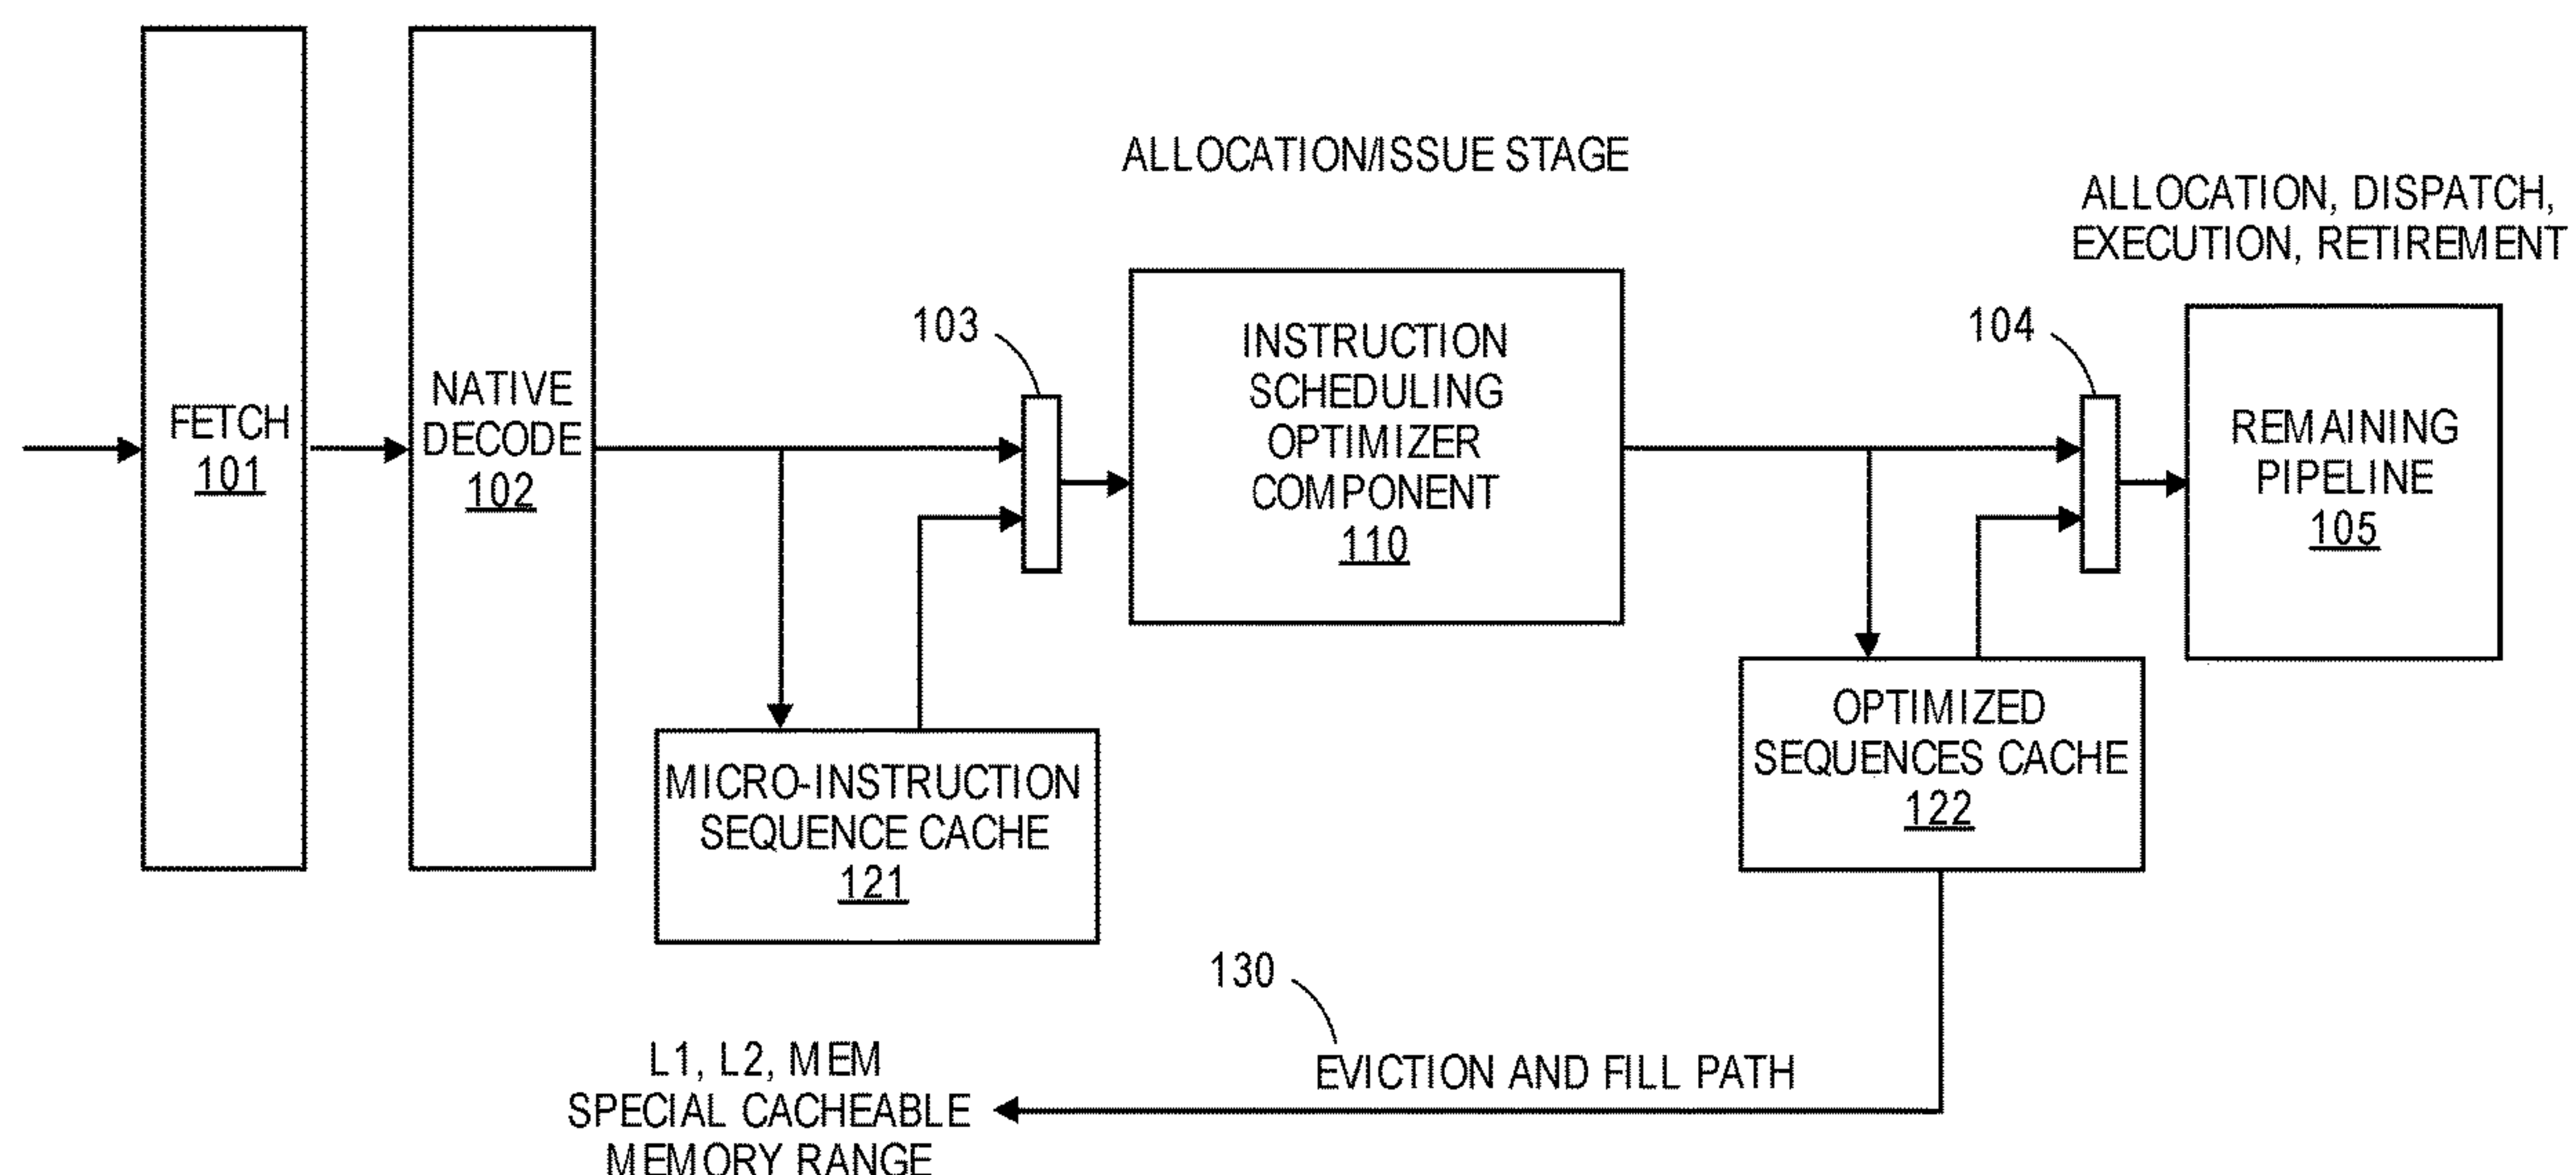 FETCH
101
NATIVE
DECODE
102
103
ALLOCATION/ISSUE STAGE
INSTRUCTION
SCHEDULING
OPTIMIZER
COMPONENT
110
104
ALLOCATION, DISPATCH,
EXECUTION, RETIREMENT
REMAINING
PIPELINE
105
MICRO-INSTRUCTION
SEQUENCE CACHE
121
OPTIMIZED
SEQUENCES CACHE
122
130
EVICTION AND FILL PATH
L1, L2, MEM
SPECIAL CACHEABLE
MEMORY RANGE